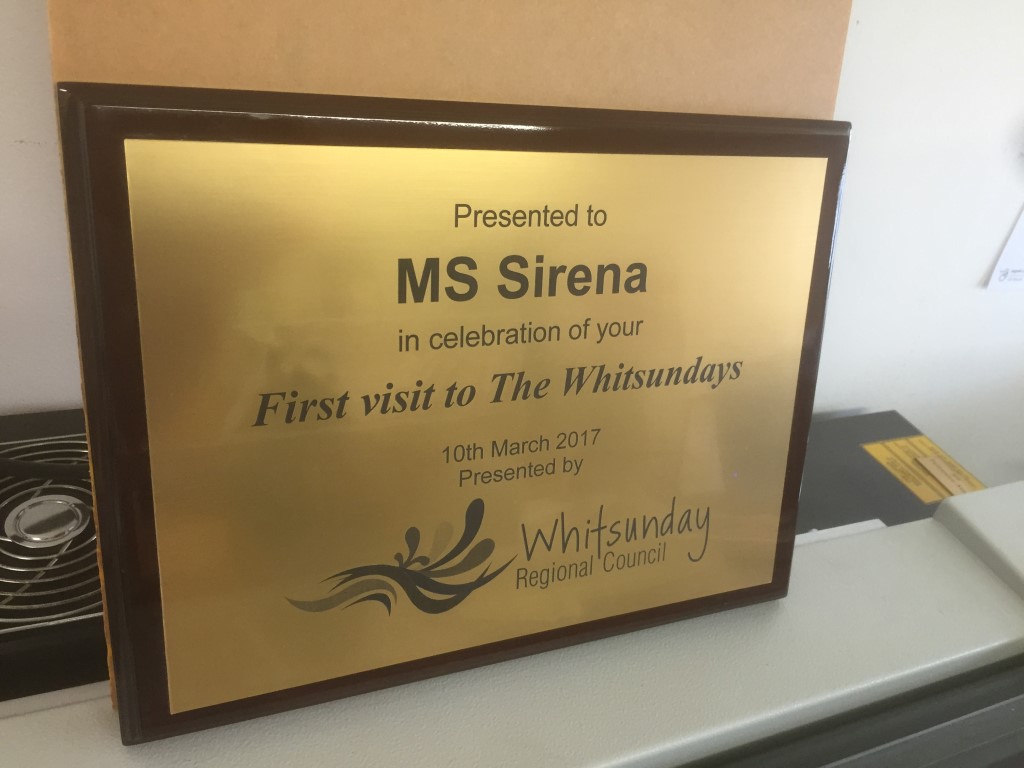 Presented to
MS Sirena
in celebration of your
First visit to The Whitsundays
10th March 2017
Presented by
Whitsunday
Regional Council